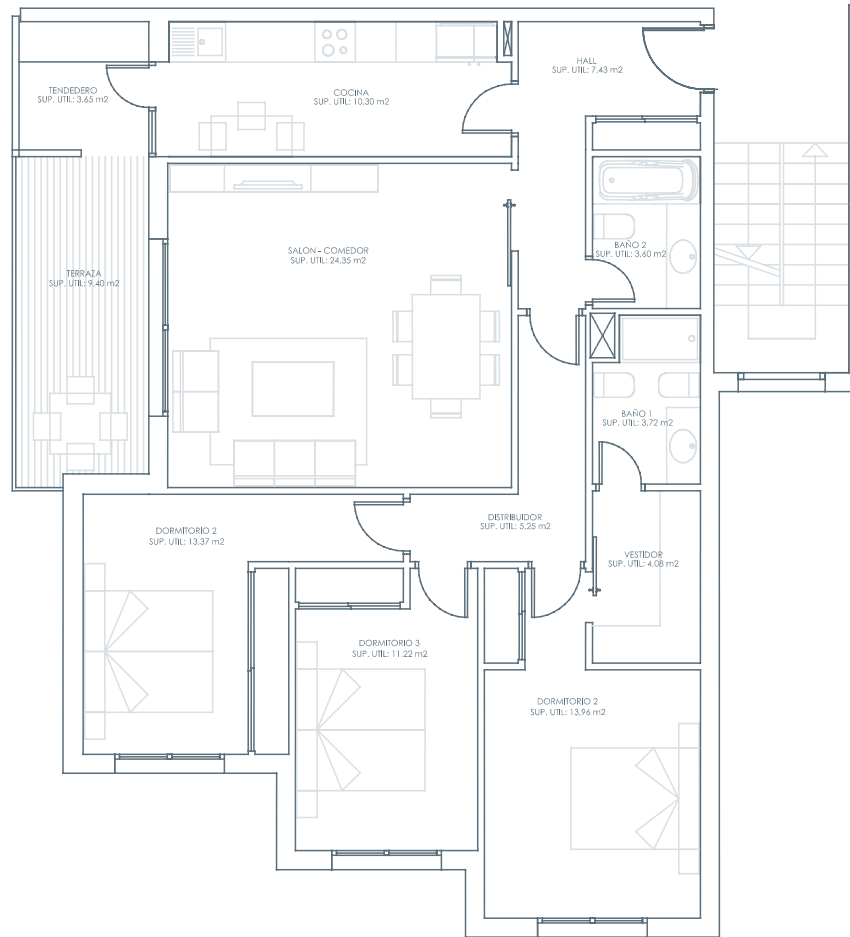 HALL
SUP. UTIL: 7,43 m2
TENDEDERO
SUP. UTIL: 3,65 m2
COCINA
SUP. UTIL: 10,30 m2
SALON - COMEDOR
SUP. UTIL: 24,35 m2
BAÑO 2
SUP. UTIL: 3,60 m2
TERRAZA
SUP. UTIL: 9,40 m2
BAÑO 1
SUP. UTIL: 3,72 m2
DISTRIBUIDOR
SUP. UTIL: 5,25 m2
DORMITORIO 2
SUP. UTIL: 13,37 m2
VESTIDOR
SUP. UTIL: 4,08 m2
DORMITORIO 3
SUP. UTIL: 11,22 m2
DORMITORIO 2
SUP. UTIL: 13,96 m2